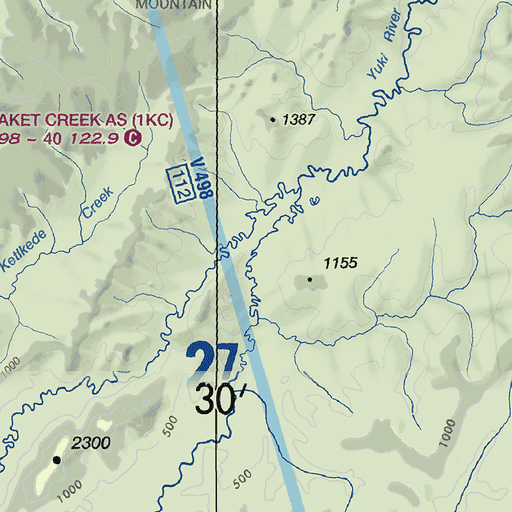 MOUNTAIN
Yuki River
1387
AKET CREEK AS (1KC)
98 ~ 40 122.9 C
V 498
112
Ketlkede Creek
1155
27
30'
1000
500
2300
1000
500
1000